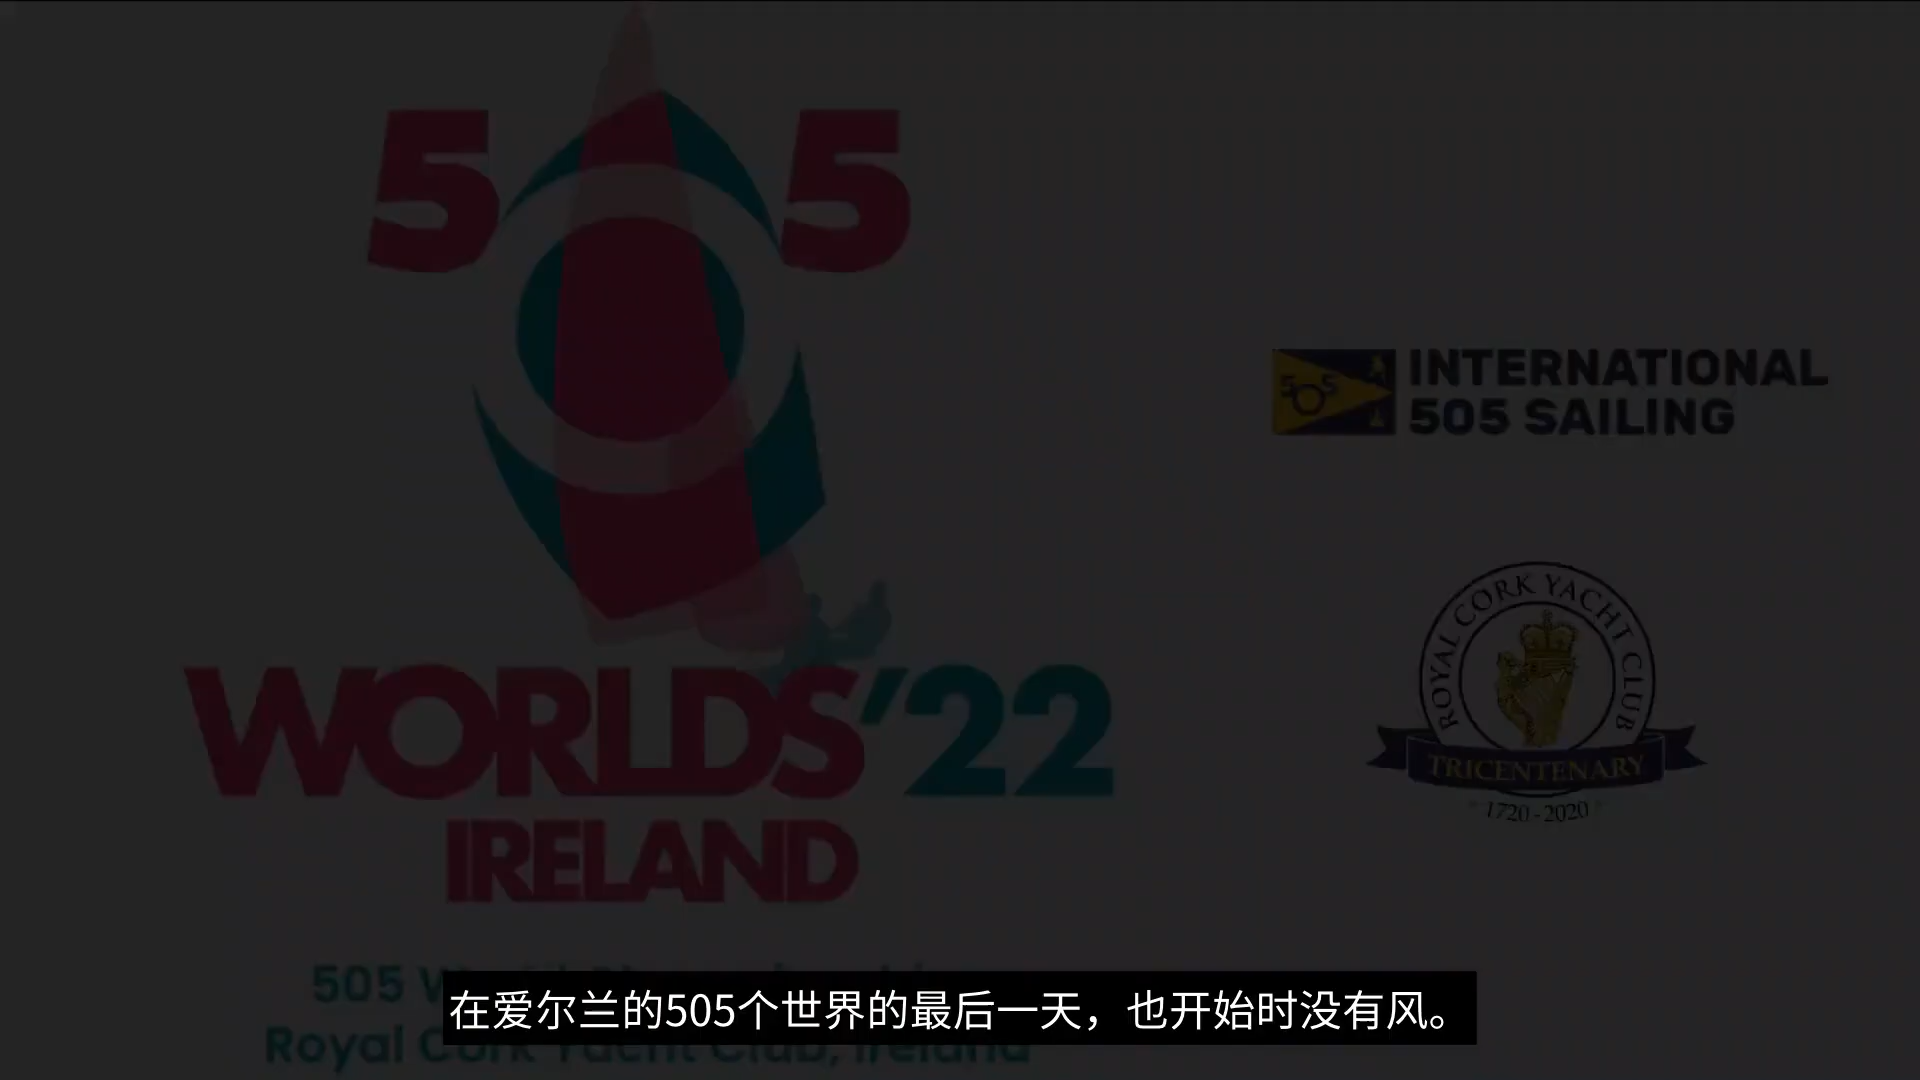 5 5
WORLDS'22
IRELAND
INTERNATIONAL
505 SAILING
5O5
ROYAL CORK YACHT CLUB
TRICENTENARY
1720-2020
505
Royal Cork Yacht Club, Ireland
在爱尔兰的505个世界的最后一天，也开始时没有风。